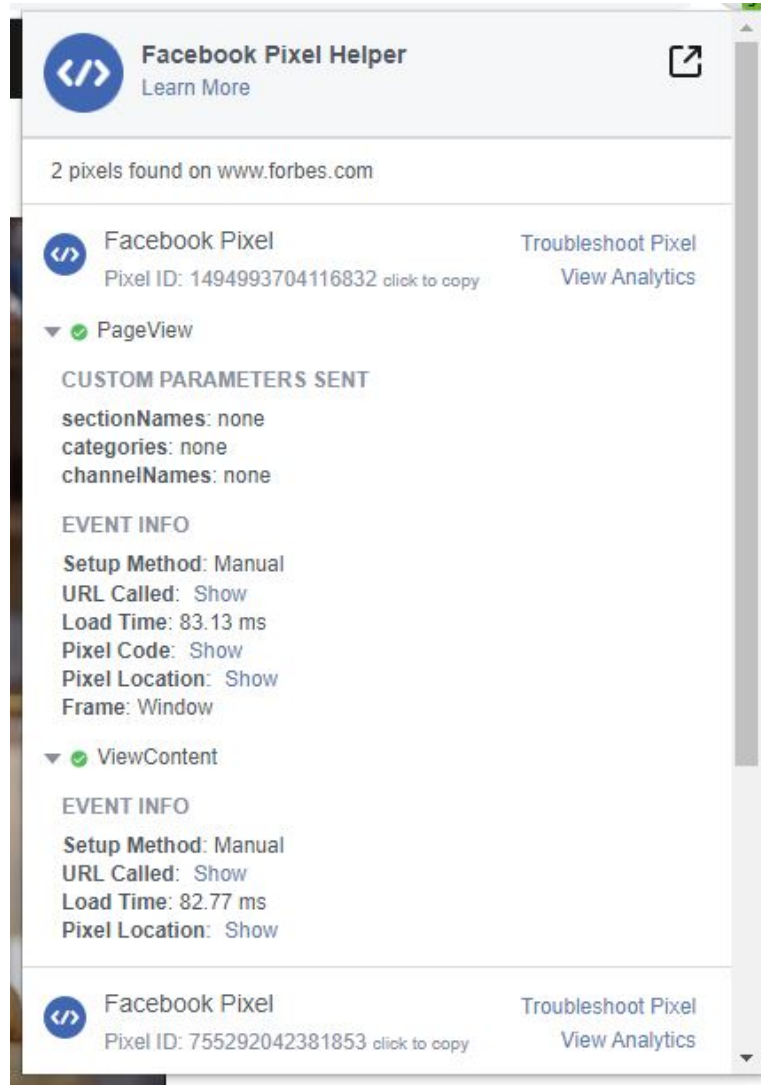 Facebook Pixel Helper
Learn More
2 pixels found on www.forbes.com
Facebook Pixel
Troubleshoot Pixel
Pixel ID: 1494993704116832 click to copy
View Analytics
PageView
CUSTOM PARAMETERS SENT
sectionNames: none
categories: none
channelNames: none
EVENT INFO
Setup Method: Manual
URL Called: Show
Load Time: 83.13 ms
Pixel Code: Show
Pixel Location: Show
Frame: Window
ViewContent
EVENT INFO
Setup Method: Manual
URL Called: Show
Load Time: 82.77 ms
Pixel Location: Show
Facebook Pixel
Troubleshoot Pixel
Pixel ID: 755292042381853 click to copy
View Analytics